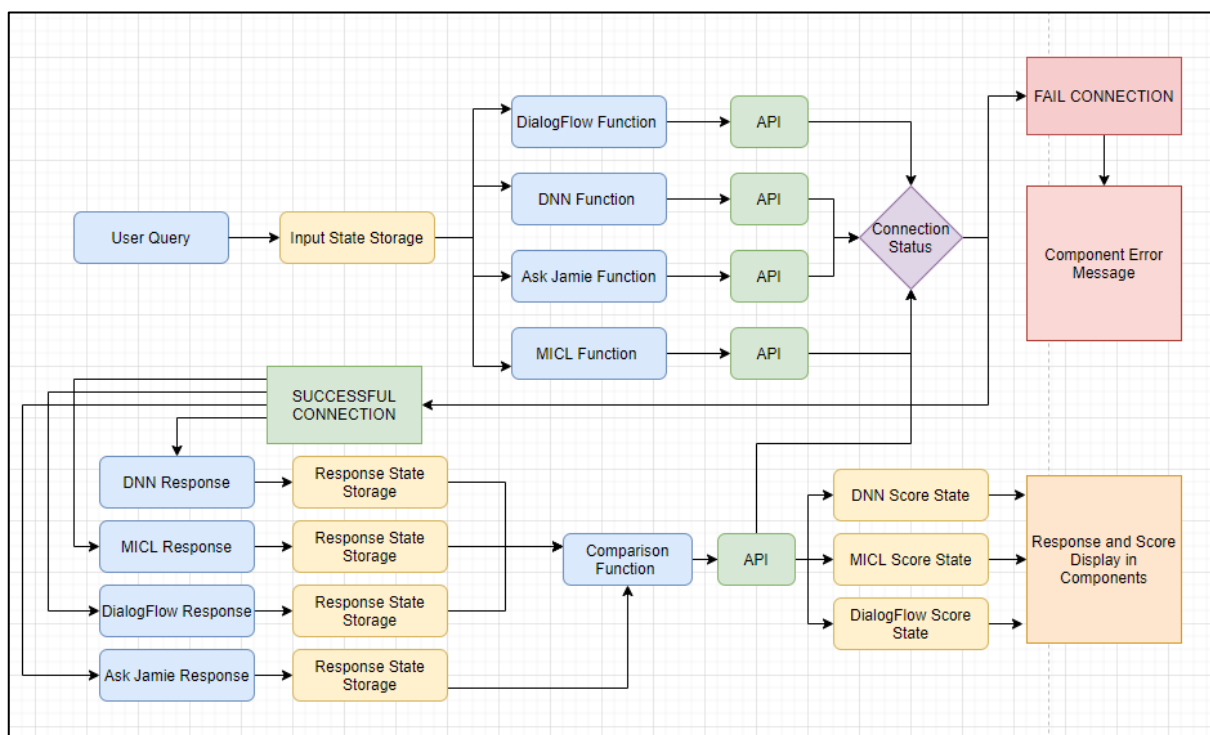 FAIL CONNECTION
DialogFlow Function
API
DNN Function
API
User Query
Input State Storage
Connection
Status
Component Error
Message
Ask Jamie Function
API
MICL Function
API
SUCCESSFUL
CONNECTION
DNN Response
Response State
Storage
DNN Score State
MICL Response
Response State
Storage
Comparison
Function
API
MICL Score State
Response and Score
Display in
Components
DialogFlow Response
Response State
Storage
DialogFlow Score
State
Ask Jamie Response
Response State
Storage